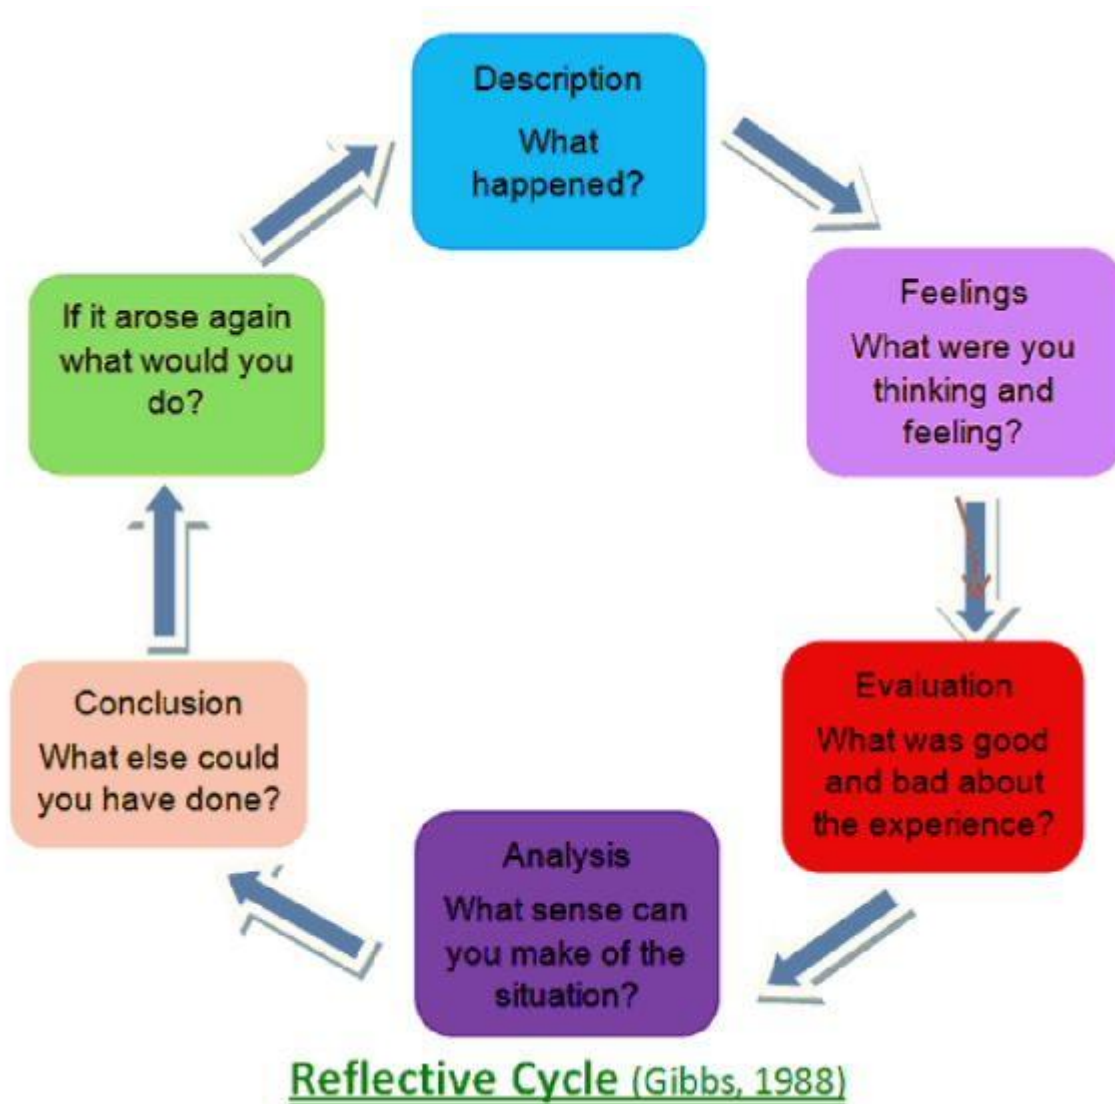 Description
What
happened?
Feelings
What were you
thinking and
feeling?
Evaluation
What was good
and bad about
the experience?
Analysis
What sense can
you make of the
situation?
Conclusion
What else could
you have done?
If it arose again
what would you
do?
Reflective Cycle (Gibbs, 1988)